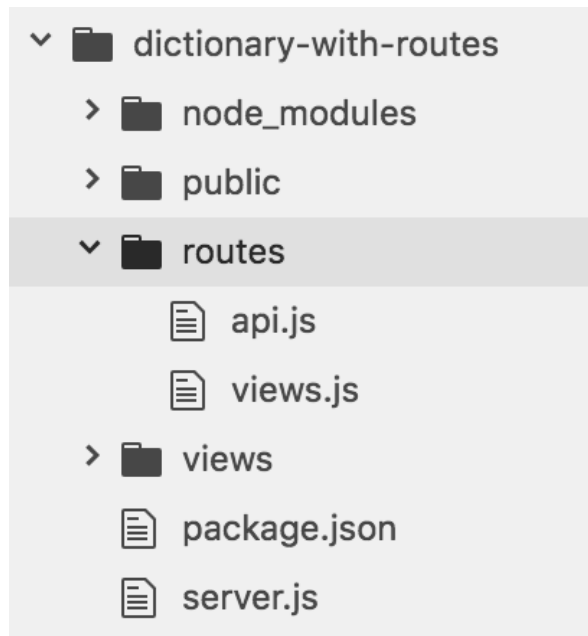 dictionary-with-routes
node_modules
public
routes
api.js
views.js
views
package.json
server.js